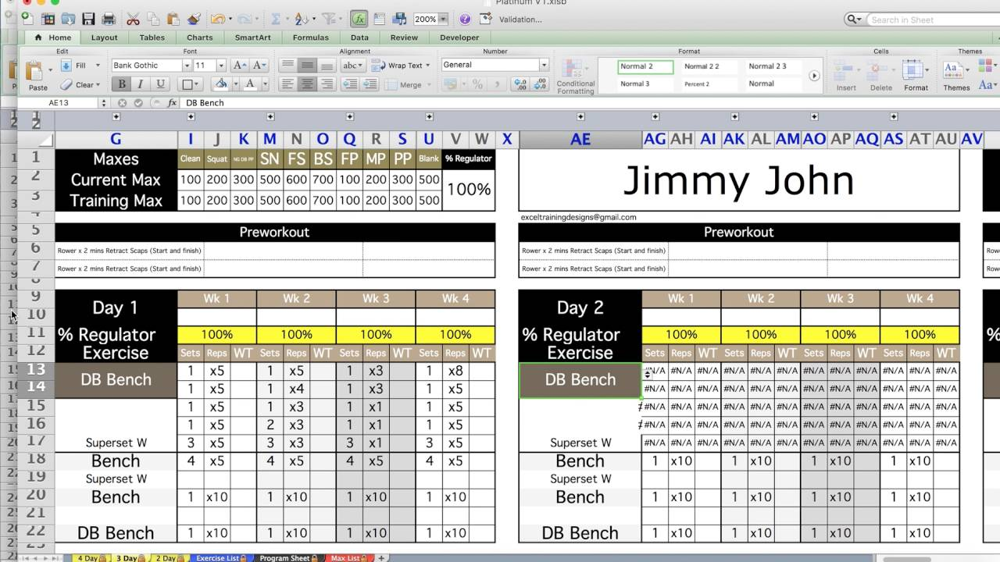 Platinum V1.xlsb
200% Validation... Search in Sheet
Home Layout Tables Charts SmartArt Formulas Data Review Developer
Edit Font Alignment Number Format Cells Themes
Paste Fill Bank Gothic 11 A A abc Wrap Text General Conditional Formatting Normal 2 Normal 2 2 Normal 2 3 Insert Delete Format Themes Aa
Clear B I U A Merge % Normal 3 Percent 2 Normal
AE13 fx DB Bench
G I J K M N O Q R S U V W X AE AG AH AI AK AL AM AO AP AQ AS AT AU AV
1 Maxes Clean Squat NG DB PP SN FS BS FP MP PP Blank % Regulator Jimmy John
2 Current Max 100 200 300 500 600 700 100 200 300 500 100%
3 Training Max 100 200 300 500 600 700 100 200 300 500
4 exceltrainingdesigns@gmail.com
5 Preworkout Preworkout
6 Rower x 2 mins Retract Scaps (Start and finish) Rower x 2 mins Retract Scaps (Start and finish)
7 Rower x 2 mins Retract Scaps (Start and finish) Rower x 2 mins Retract Scaps (Start and finish)
8
9 Day 1 Wk 1 Wk 2 Wk 3 Wk 4 Day 2 Wk 1 Wk 2 Wk 3 Wk 4
10
11 % Regulator 100% 100% 100% 100% % Regulator 100% 100% 100% 100%
12 Exercise Sets Reps WT Sets Reps WT Sets Reps WT Sets Reps WT Exercise Sets Reps WT Sets Reps WT Sets Reps WT Sets Reps WT
13 DB Bench 1 x5 1 x5 1 x3 1 x8 DB Bench #N/A #N/A #N/A #N/A #N/A #N/A #N/A #N/A #N/A #N/A #N/A #N/A
14 1 x5 1 x4 1 x3 1 x5 #N/A #N/A #N/A #N/A #N/A #N/A #N/A #N/A #N/A #N/A #N/A #N/A
15 1 x5 1 x3 1 x1 1 x5 #N/A #N/A #N/A #N/A #N/A #N/A #N/A #N/A #N/A #N/A #N/A #N/A
16 1 x5 2 x3 1 x1 1 x5 #N/A #N/A #N/A #N/A #N/A #N/A #N/A #N/A #N/A #N/A #N/A #N/A
17 Superset W 3 x5 3 x3 3 x1 3 x5 Superset W #N/A #N/A #N/A #N/A #N/A #N/A #N/A #N/A #N/A #N/A #N/A #N/A
18 Bench 4 x5 4 x5 4 x5 4 x5 Bench 1 x10 1 x10 1 x10 1 x10
19 Superset W Superset W
20 Bench 1 x10 1 x10 1 x10 1 x10 Bench 1 x10 1 x10 1 x10 1 x10
21
22 DB Bench 1 x10 1 x10 1 x10 1 x10 DB Bench 1 x10 1 x10 1 x10 1 x10
23
4 Day 3 Day 2 Day Exercise List Program Sheet Max List